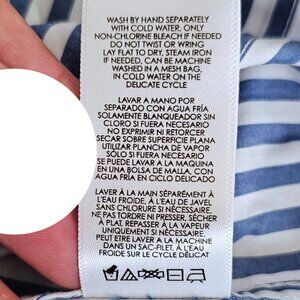 WASH BY HAND SEPARATELY
WITH COLD WATER, ONLY
NON-CHLORINE BLEACH IF NEEDED
DO NOT TWIST OR WRING
LAY FLAT TO DRY, STEAM IRON
IF NEEDED, CAN BE MACHINE
WASHED IN A MESH BAG,
IN COLD WATER ON THE
DELICATE CYCLE
LAVAR A MANO POR
SEPARADO CON AGUA FRÍA
SOLAMENTE BLANQUEADOR SIN
CLORO SI FUERA NECESARIO
NO EXPRIMIR NI RETORCER
SECAR SOBRE SUPERFICIE PLANA
UTILIZAR PLANCHA DE VAPOR
SÓLO SI FUERA NECESARIO
SE PUEDE LAVAR A LA MAQUINA
EN UNA BOLSA DE MALLA, CON
AGUA FRÍA EN CICLO DELICADO
LAVER À LA MAIN SÉPARÉMENT À
L'EAU FROIDE, À L'EAU DE JAVEL
SANS CHLORE SI NÉCESSAIRE,
NE PAS TORDRE NI PRESSER, SÉCHER
À PLAT, REPASSER À LA VAPEUR
UNIQUEMENT SI NÉCESSAIRE,
PEUT ÊTRE LAVER A LA MACHINE
DANS UN SAC-FILET, À L'EAU
FROIDE SUR LE CYCLE DÉLICAT